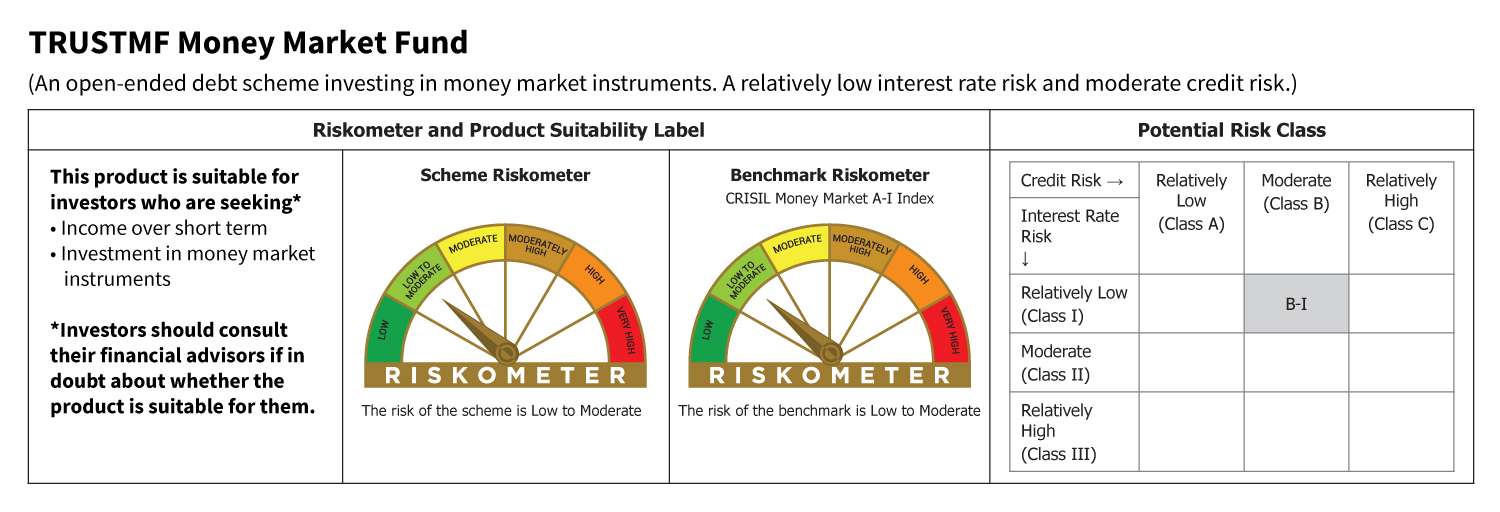 TRUSTMF Money Market Fund
(An open-ended debt scheme investing in money market instruments. A relatively low interest rate risk and moderate credit risk.)
Riskometer and Product Suitability Label
Potential Risk Class
This product is suitable for
investors who are seeking*
• Income over short term
• Investment in money market
instruments
*Investors should consult
their financial advisors if in
doubt about whether the
product is suitable for them.
Scheme Riskometer
LOW
LOW TO
MODERATE
MODERATE
MODERATELY
HIGH
HIGH
VERY HIGH
RISKOMETER
The risk of the scheme is Low to Moderate
Benchmark Riskometer
CRISIL Money Market A-I Index
LOW
LOW TO
MODERATE
MODERATE
MODERATELY
HIGH
HIGH
VERY HIGH
RISKOMETER
The risk of the benchmark is Low to Moderate
Credit Risk →
Interest Rate
Risk
↓
Relatively
Low
(Class A)
Moderate
(Class B)
Relatively
High
(Class C)
Relatively Low
(Class I)
B-I
Moderate
(Class II)
Relatively
High
(Class III)